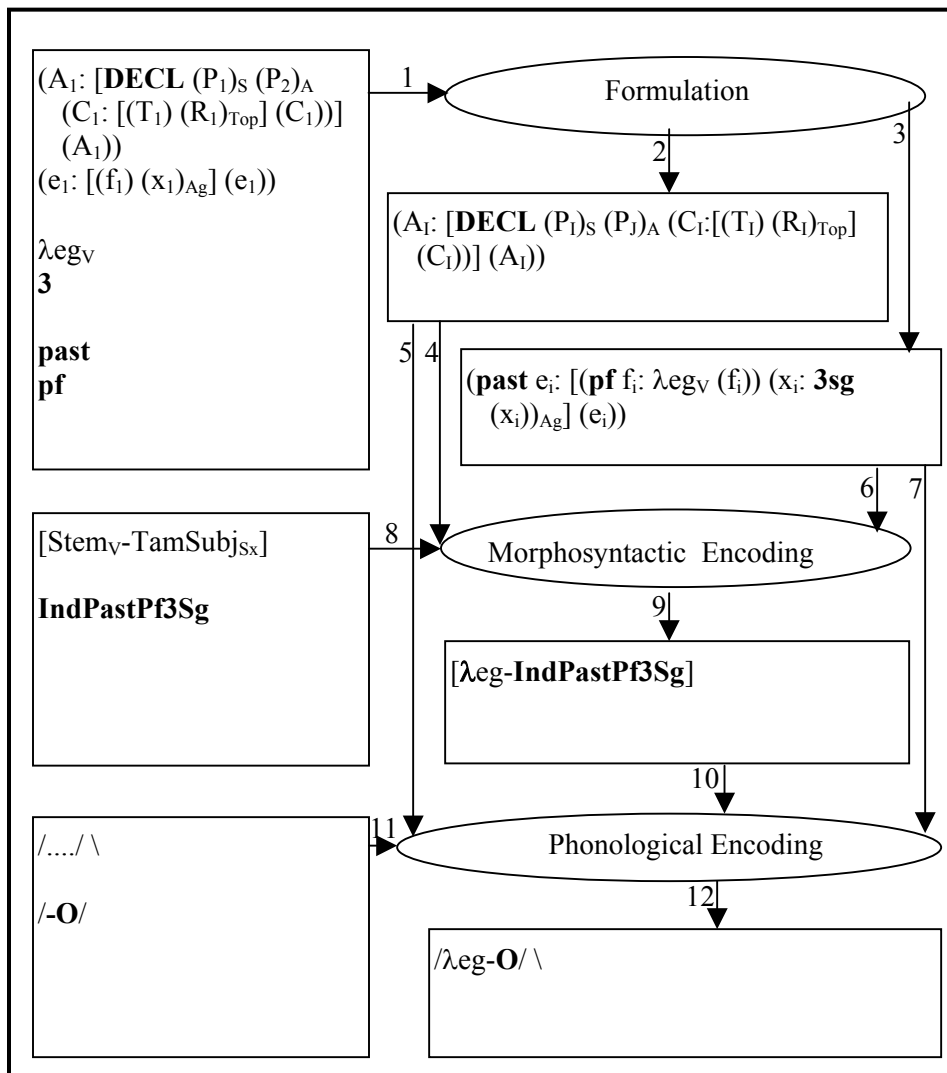 (A₁: [DECL (P₁)S (P₂)A
(C₁: [(T₁) (R₁)Top] (C₁))]
(A₁))
(e₁: [(f₁) (x₁)Ag] (e₁))
λegV
3
past
pf
1
Formulation
2
3
(AI: [DECL (PI)S (PJ)A (CI:[(TI) (RI)Top]
(CI))] (AI))
5
4
(past ei: [(pf fi: λegV (fi)) (xi: 3sg
(xi))Ag] (ei))
6
7
[StemV-TamSubjSx]
IndPastPf3Sg
8
Morphosyntactic Encoding
9
[λeg-IndPastPf3Sg]
10
/..../ \
/-O/
11
Phonological Encoding
12
/λeg-O/ \